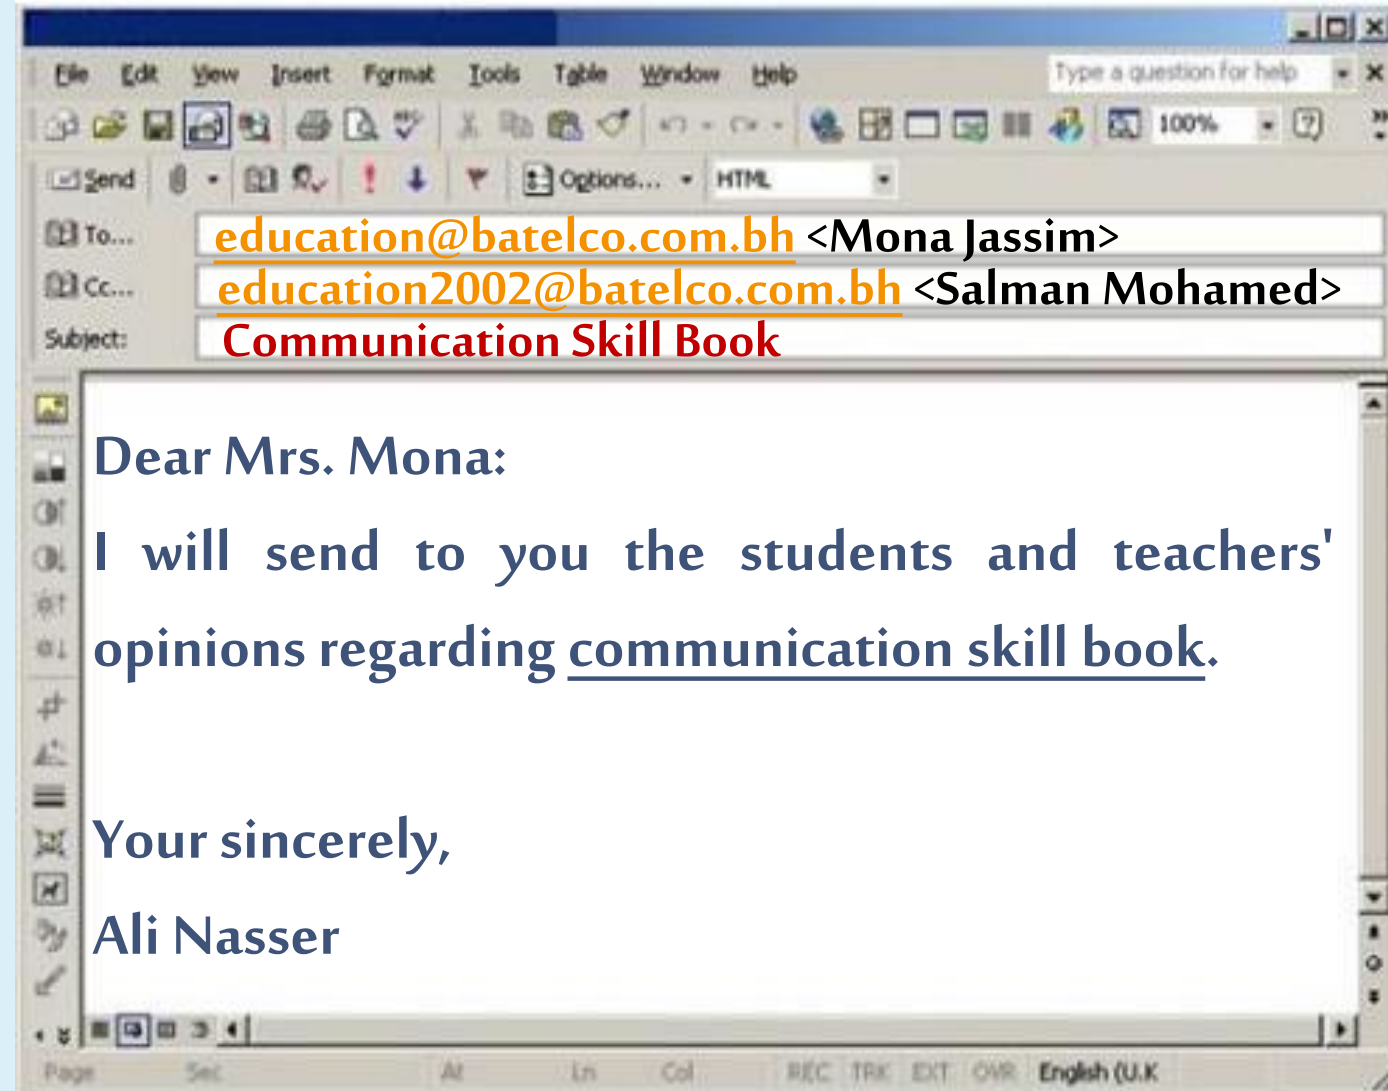 File Edit View Insert Format Tools Table Window Help Type a question for help
100%
Send Options... HTML
To... education@batelco.com.bh <Mona Jassim>
Cc... education2002@batelco.com.bh <Salman Mohamed>
Subject: Communication Skill Book
Dear Mrs. Mona:
I will send to you the students and teachers'
opinions regarding communication skill book.
Your sincerely,
Ali Nasser
Page Sec At Ln Col REC TRK EXT OVR English (U.K